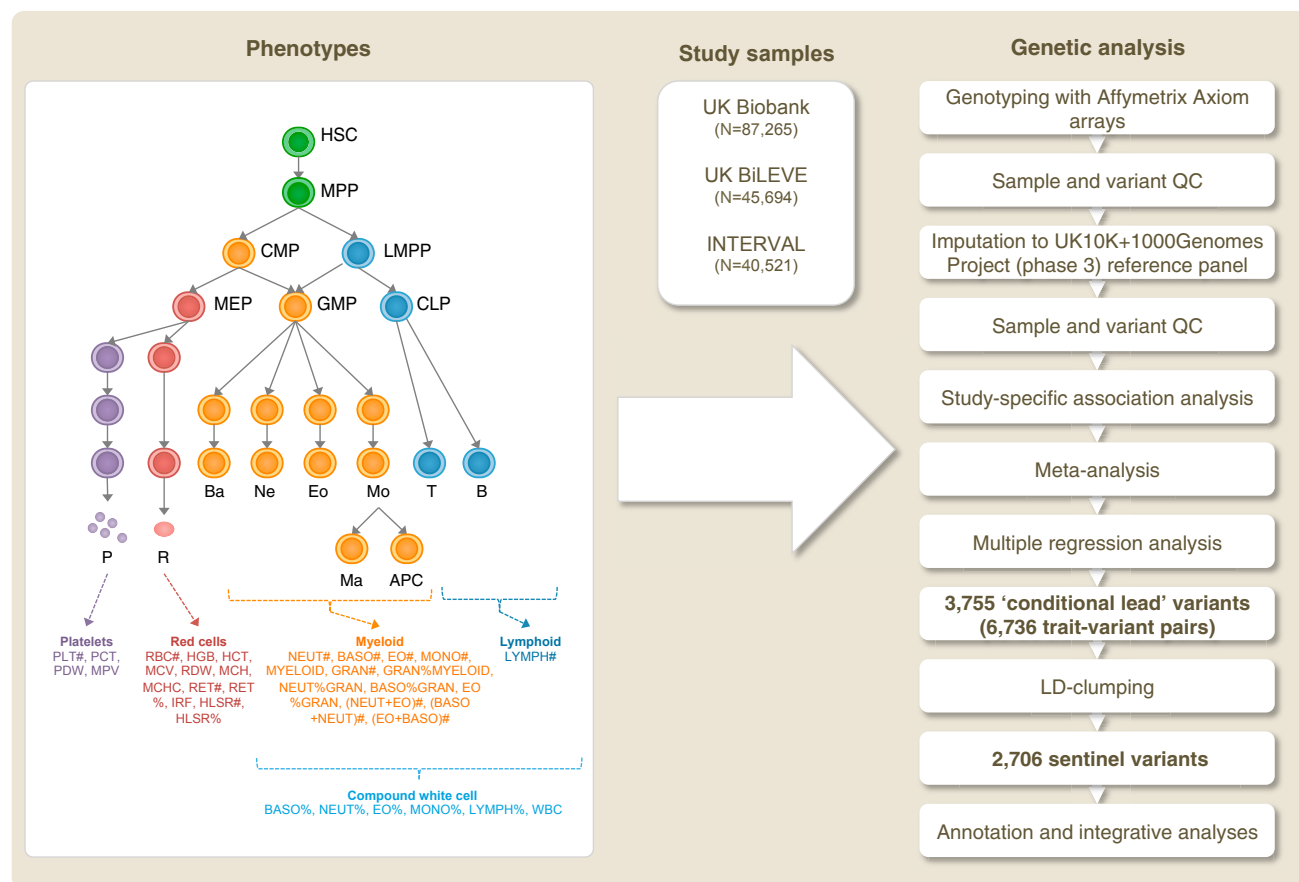 Phenotypes
HSC
MPP
CMP
LMPP
MEP
GMP
CLP
Ba
Ne
Eo
Mo
T
B
P
R
Ma
APC
Platelets
PLT#, PCT,
PDW, MPV
Red cells
RBC#, HGB, HCT,
MCV, RDW, MCH,
MCHC, RET#, RET
%, IRF, HLSR#,
HLSR%
Myeloid
NEUT#, BASO#, EO#, MONO#,
MYELOID, GRAN#, GRAN%MYELOID,
NEUT%GRAN, BASO%GRAN, EO
%GRAN, (NEUT+EO)#, (BASO
+NEUT)#, (EO+BASO)#
Lymphoid
LYMPH#
Compound white cell
BASO%, NEUT%, EO%, MONO%, LYMPH%, WBC
Study samples
UK Biobank
(N=87,265)
UK BiLEVE
(N=45,694)
INTERVAL
(N=40,521)
Genetic analysis
Genotyping with Affymetrix Axiom
arrays
Sample and variant QC
Imputation to UK10K+1000Genomes
Project (phase 3) reference panel
Sample and variant QC
Study-specific association analysis
Meta-analysis
Multiple regression analysis
3,755 ‘conditional lead’ variants
(6,736 trait-variant pairs)
LD-clumping
2,706 sentinel variants
Annotation and integrative analyses